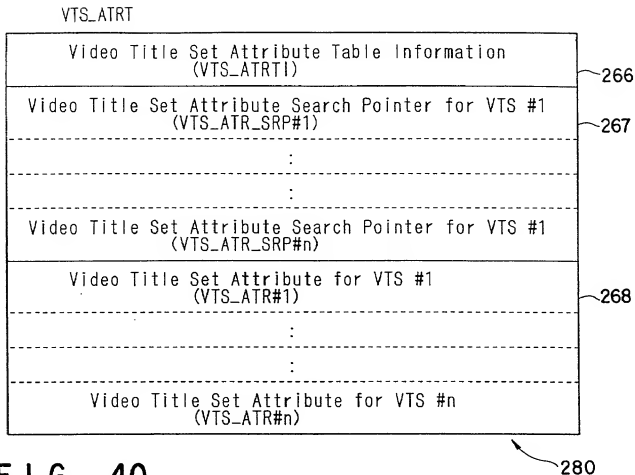 VTS_ATRT
Video Title Set Attribute Table Information
(VTS_ATRTI)
266
Video Title Set Attribute Search Pointer for VTS #1
(VTS_ATR_SRP#1)
267
:
:
Video Title Set Attribute Search Pointer for VTS #1
(VTS_ATR_SRP#n)
Video Title Set Attribute for VTS #1
(VTS_ATR#1)
268
:
:
Video Title Set Attribute for VTS #n
(VTS_ATR#n)
280
FIG. 40